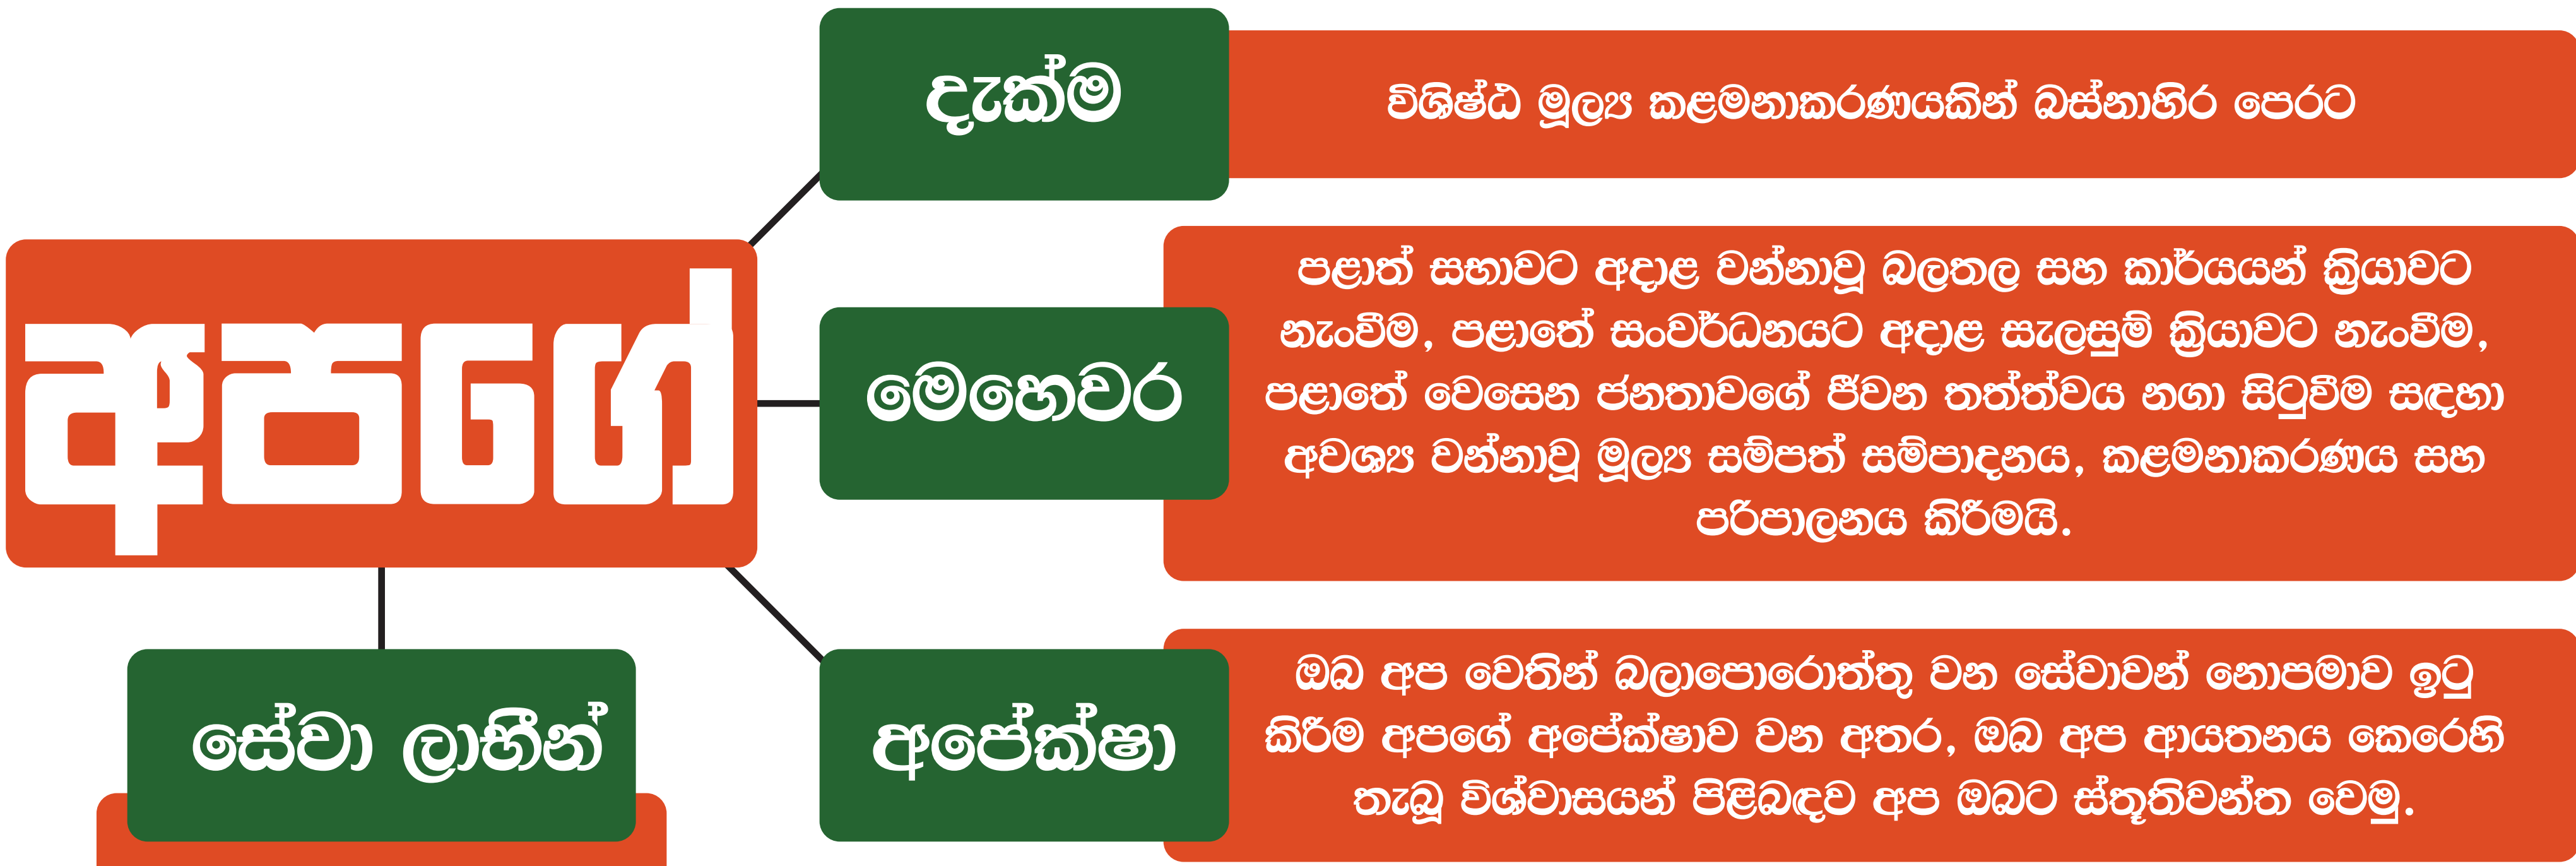 දැක්ම
විශිෂ්ඨ මූල්‍ය කළමනාකරණයකින් බස්නාහිර පෙරට
අපගේ
මෙහෙවර
පළාත් සභාවට අදාළ වන්නාවූ බලතල සහ කාර්යයන් ක්‍රියාවට
නැංවීම, පළාතේ සංවර්ධනයට අදාළ සැලසුම් ක්‍රියාවට නැංවීම,
පළාතේ වෙසෙන ජනතාවගේ ජීවන තත්ත්වය නගා සිටුවීම සඳහා
අවශ්‍ය වන්නාවූ මූල්‍ය සම්පත් සම්පාදනය, කළමනාකරණය සහ
පරිපාලනය කිරීමයි.
සේවා ලාභීන්
අපේක්ෂා
ඔබ අප වෙතින් බලාපොරොත්තු වන සේවාවන් නොපමාව ඉටු
කිරීම අපගේ අපේක්ෂාව වන අතර, ඔබ අප ආයතනය කෙරෙහි
තැබූ විශ්වාසයන් පිළිබඳව අප ඔබට ස්තූතිවන්ත වෙමු.